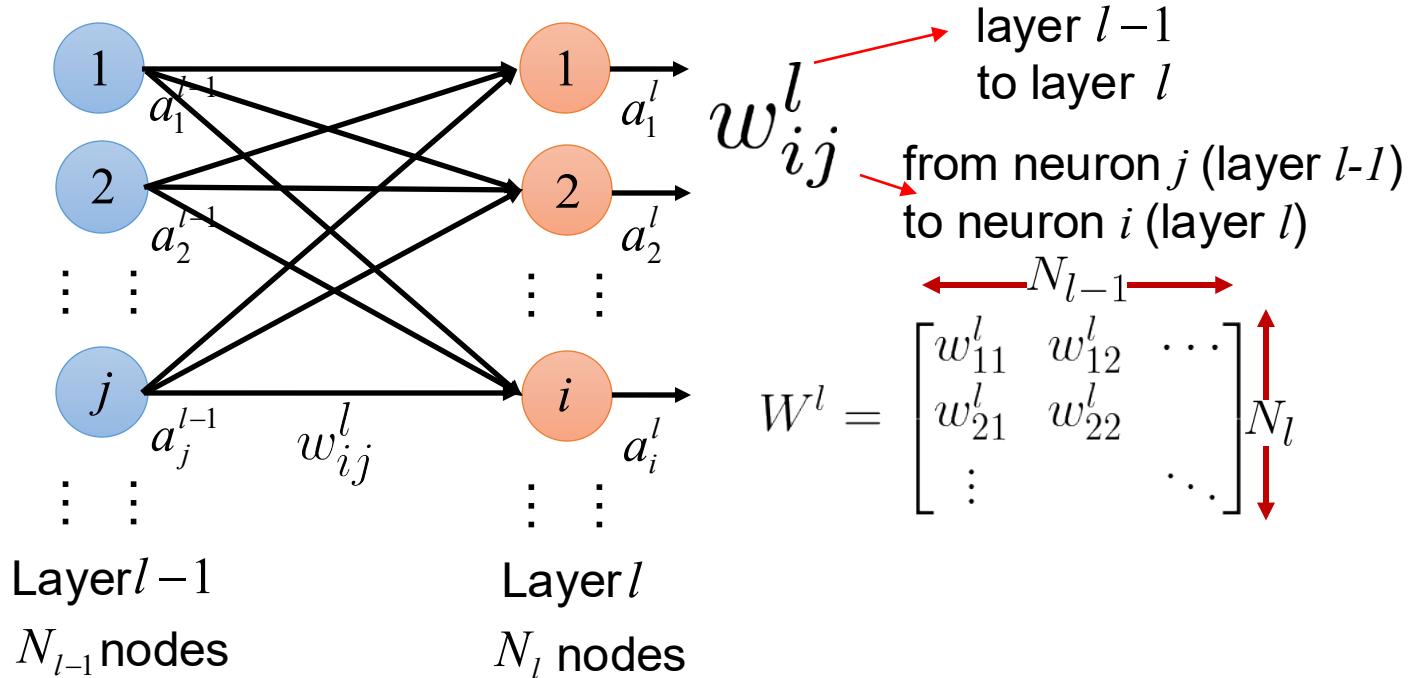 1
a_1^{l-1}
2
a_2^{l-1}
⋮ ⋮
j
a_j^{l-1}
⋮ ⋮
Layer l-1
N_{l-1} nodes
w_{ij}^l
1
a_1^l
2
a_2^l
⋮ ⋮
i
a_i^l
⋮ ⋮
Layer l
N_l nodes
w_{ij}^l
layer l-1
to layer l
from neuron j (layer l-1)
to neuron i (layer l)
N_{l-1}
W^l = [ w_{11}^l w_{12}^l ⋯
w_{21}^l w_{22}^l
⋮ ⋱ ]
N_l